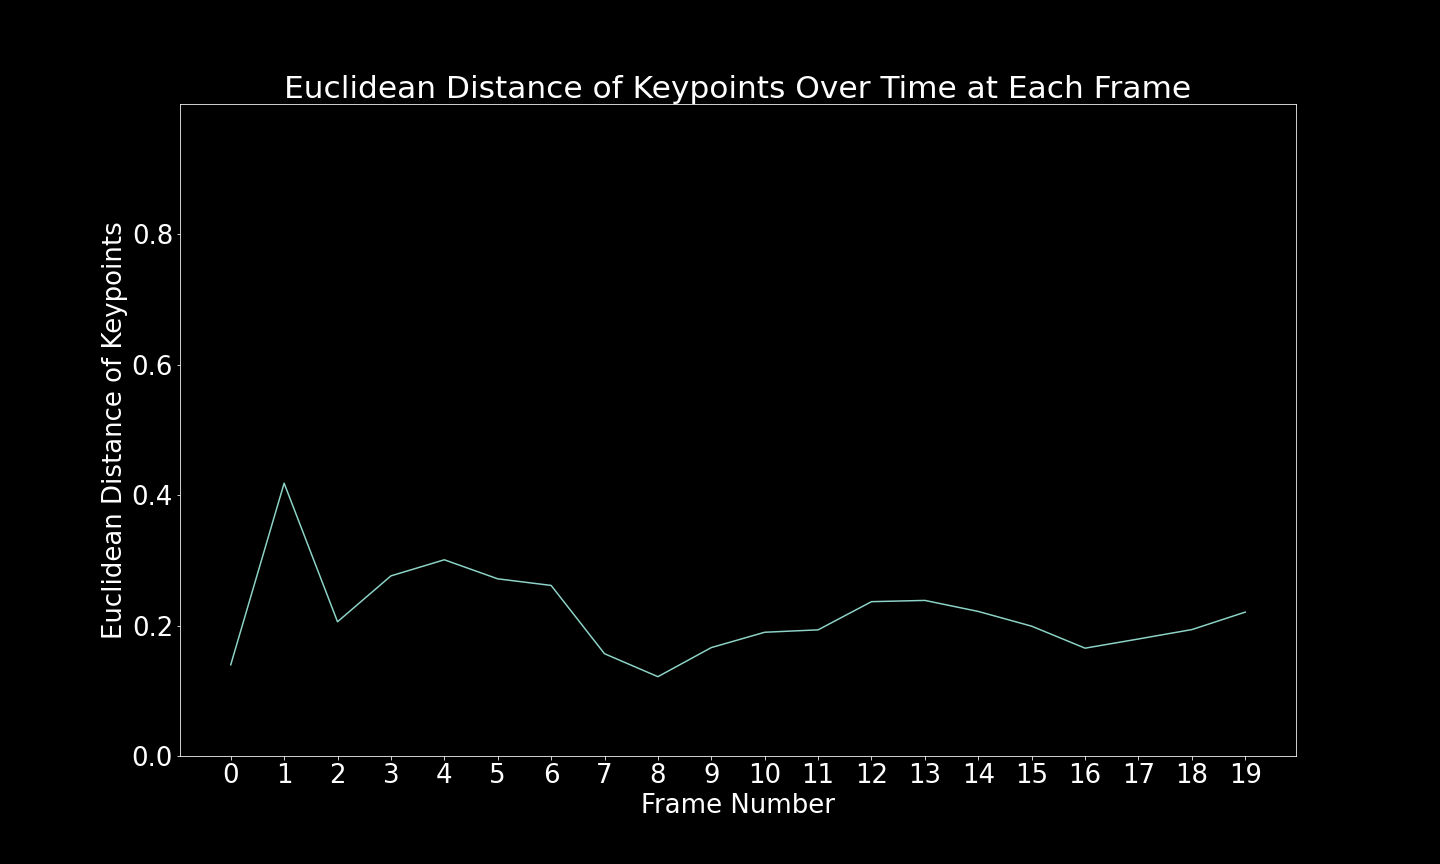 Euclidean Distance of Keypoints Over Time at Each Frame
Euclidean Distance of Keypoints
0.8
0.6
0.4
0.2
0.0
0 1 2 3 4 5 6 7 8 9 10 11 12 13 14 15 16 17 18 19
Frame Number